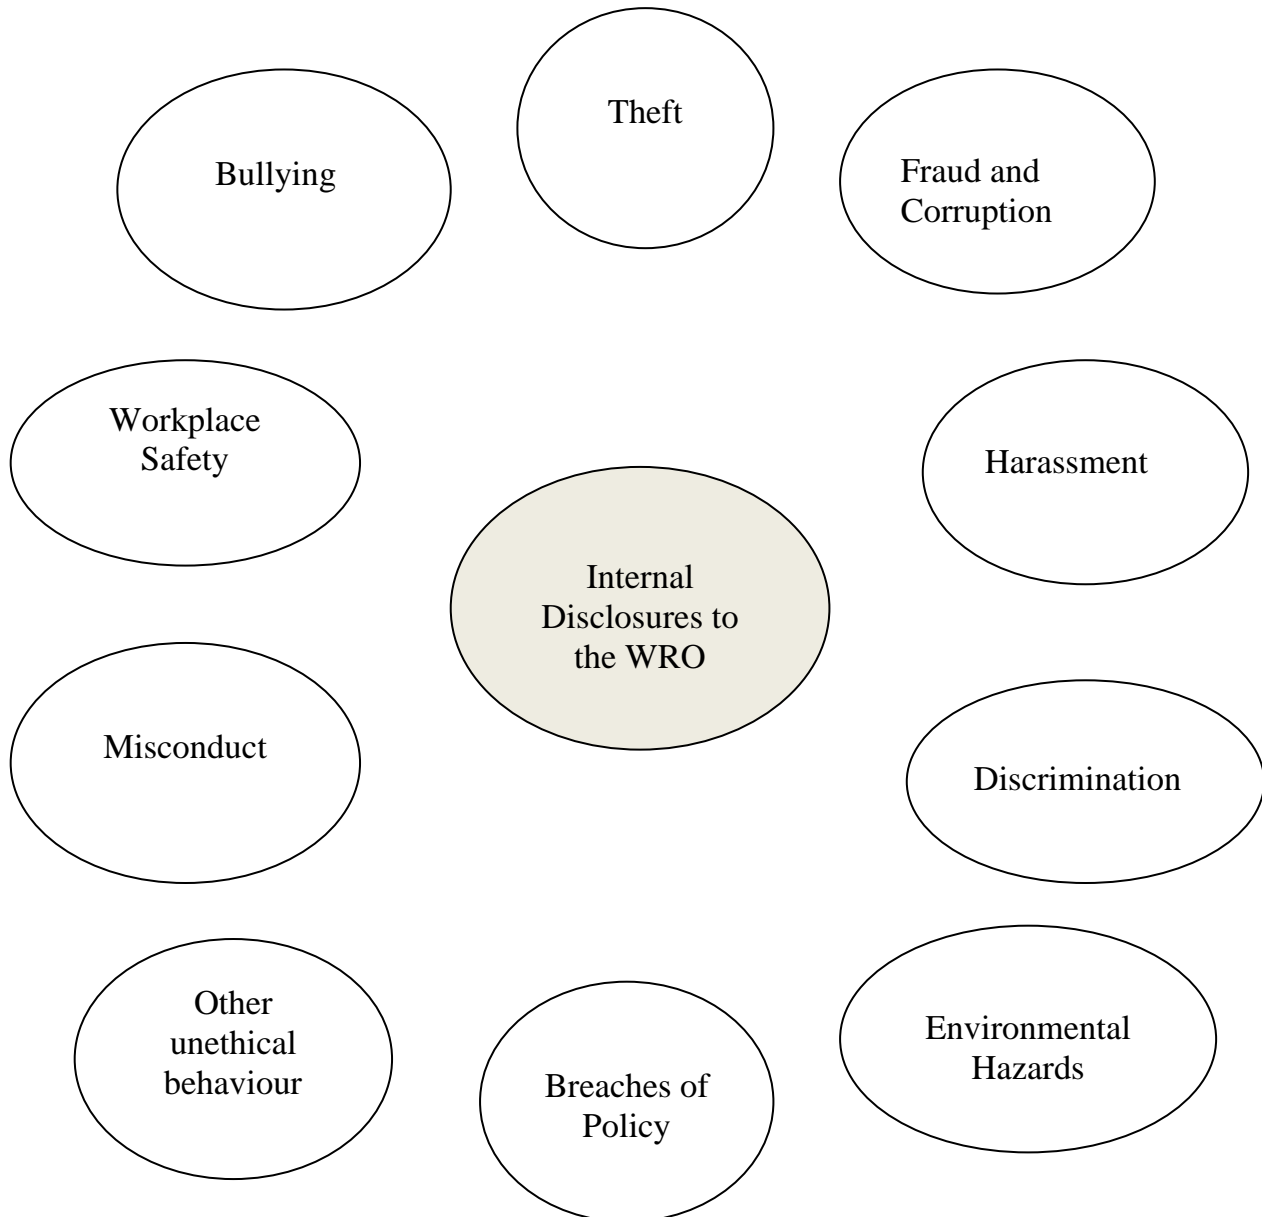 Theft
Bullying
Fraud and
Corruption
Workplace
Safety
Harassment
Internal
Disclosures to
the WRO
Misconduct
Discrimination
Other
unethical
behaviour
Environmental
Hazards
Breaches of
Policy